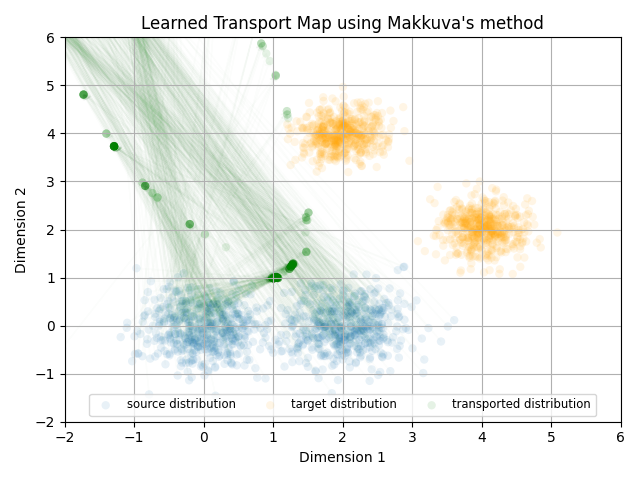 Learned Transport Map using Makkuva's method
6
5
4
3
2
1
0
−1
−2
Dimension 2
source distribution target distribution transported distribution
−2 −1 0 1 2 3 4 5 6
Dimension 1